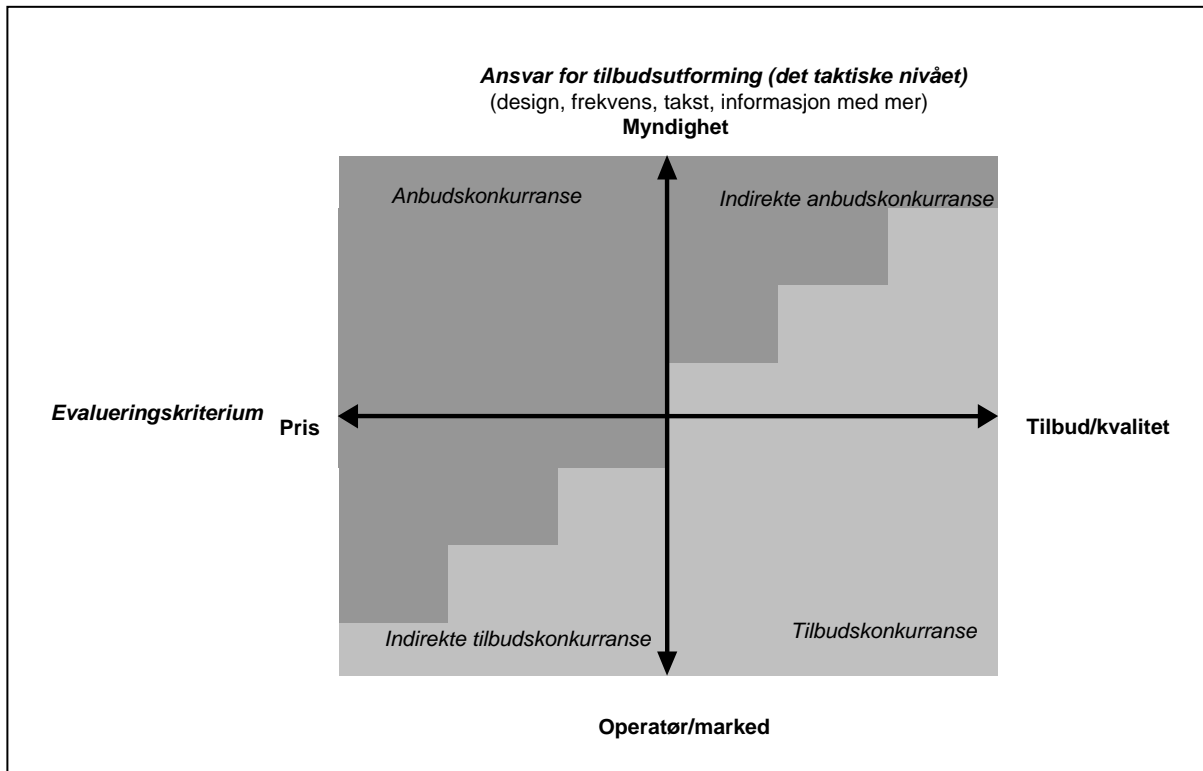 Ansvar for tilbudsutforming (det taktiske nivået)
(design, frekvens, takst, informasjon med mer)
Myndighet
Anbudskonkurranse
Indirekte anbudskonkurranse
Evalueringskriterium
Pris
Tilbud/kvalitet
Indirekte tilbudskonkurranse
Tilbudskonkurranse
Operatør/marked